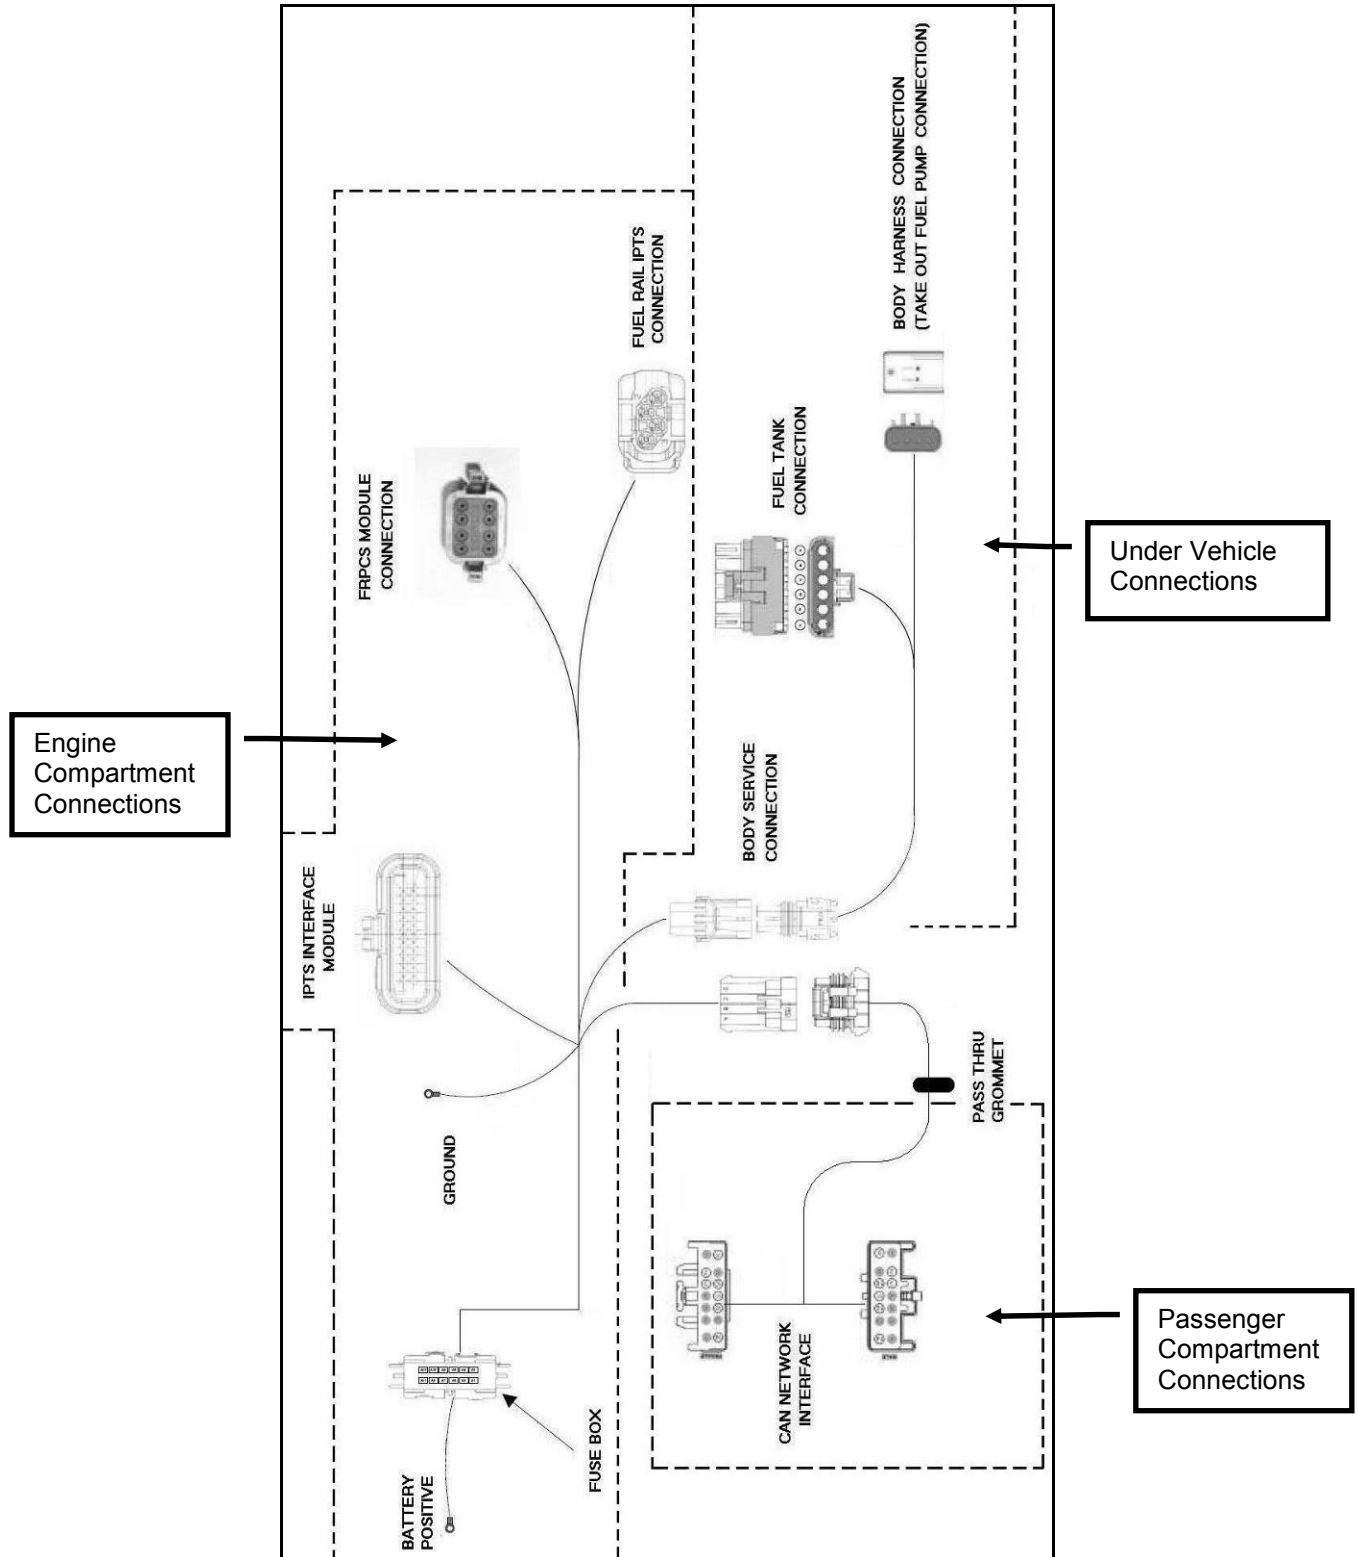 BODY HARNESS CONNECTION
(TAKE OUT FUEL PUMP CONNECTION)
FUEL RAIL IPTS
CONNECTION
FUEL TANK
CONNECTION
FRPCS MODULE
CONNECTION
Under Vehicle
Connections
Engine
Compartment
Connections
BODY SERVICE
CONNECTION
IPTS INTERFACE
MODULE
PASS THRU
GROMMET
GROUND
CAN NETWORK
INTERFACE
Passenger
Compartment
Connections
FUSE BOX
BATTERY
POSITIVE